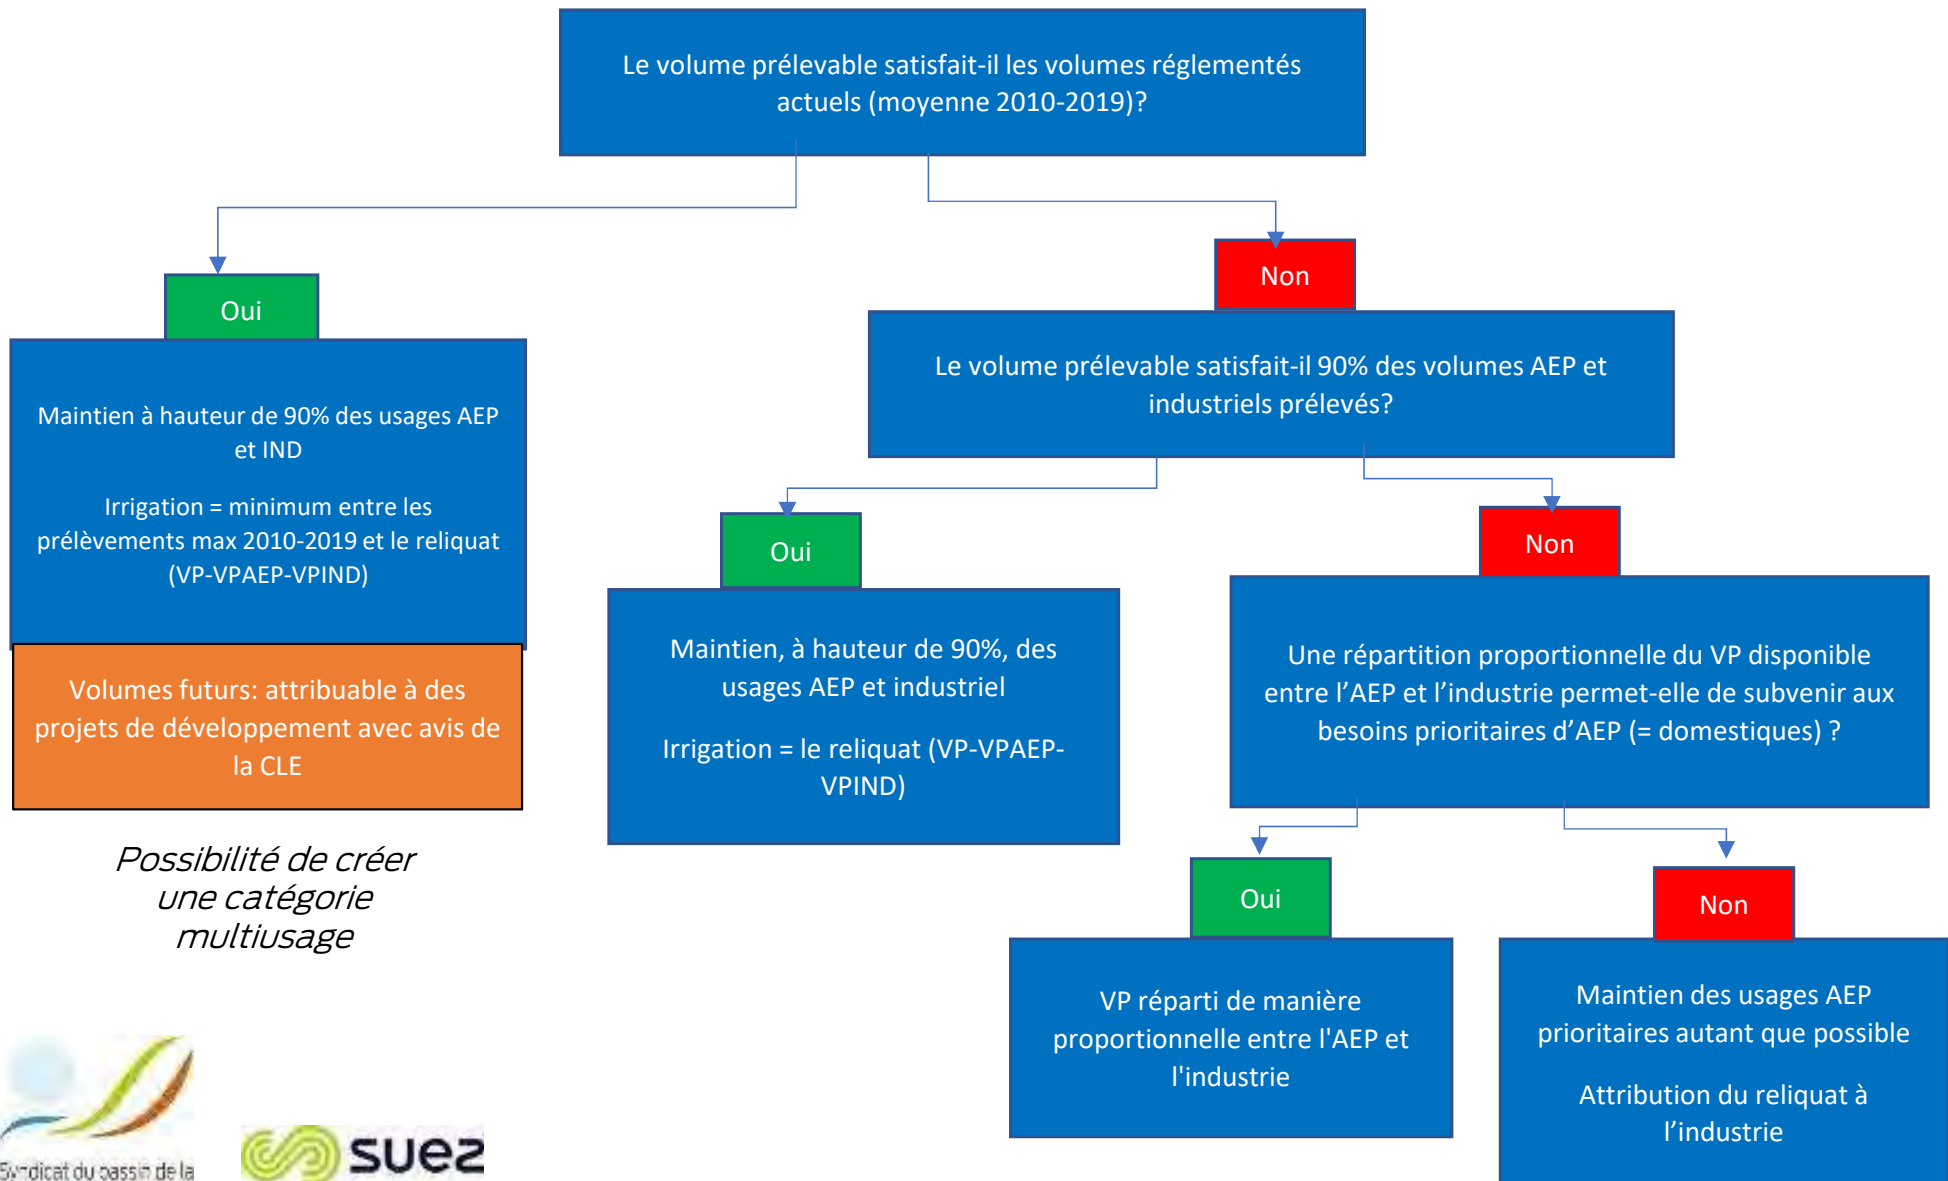 Le volume prélevable satisfait-il les volumes réglementés
actuels (moyenne 2010-2019)?
Oui
Non
Maintien à hauteur de 90% des usages AEP
et IND
Irrigation = minimum entre les
prélèvements max 2010-2019 et le reliquat
(VP-VPAEP-VPIND)
Volumes futurs: attribuable à des
projets de développement avec avis de
la CLE
Possibilité de créer
une catégorie
multiusage
Le volume prélevable satisfait-il 90% des volumes AEP et
industriels prélevés?
Oui
Non
Maintien, à hauteur de 90%, des
usages AEP et industriel
Irrigation = le reliquat (VP-VPAEP-
VPIND)
Une répartition proportionnelle du VP disponible
entre l’AEP et l’industrie permet-elle de subvenir aux
besoins prioritaires d’AEP (= domestiques) ?
Oui
Non
VP réparti de manière
proportionnelle entre l'AEP et
l'industrie
Maintien des usages AEP
prioritaires autant que possible
Attribution du reliquat à
l’industrie
Syndicat du bassin de la
suez